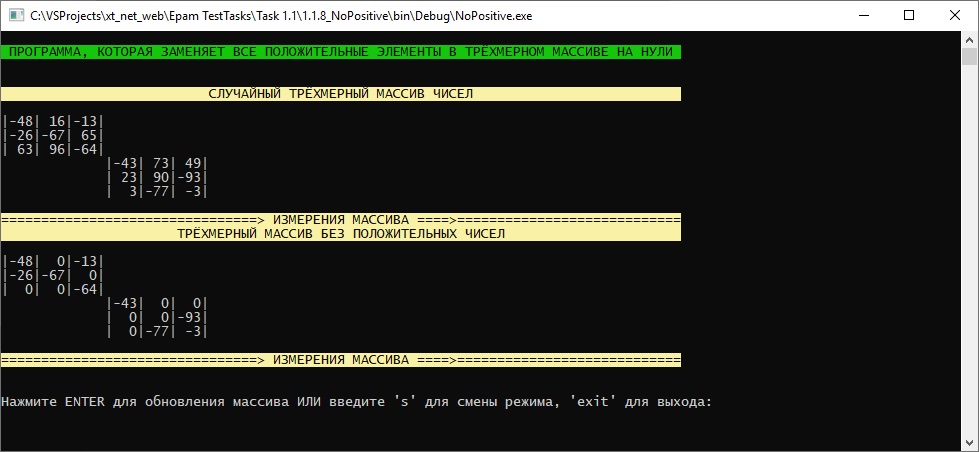 C:\VSProjects\xt_net_web\Epam TestTasks\Task 1.1\1.1.8_NoPositive\bin\Debug\NoPositive.exe
ПРОГРАММА, КОТОРАЯ ЗАМЕНЯЕТ ВСЕ ПОЛОЖИТЕЛЬНЫЕ ЭЛЕМЕНТЫ В ТРЁХМЕРНОМ МАССИВЕ НА НУЛИ
СЛУЧАЙНЫЙ ТРЁХМЕРНЫЙ МАССИВ ЧИСЕЛ
|-48| 16|-13|
|-26|-67| 65|
| 63| 96|-64|
|-43| 73| 49|
| 23| 90|-93|
|  3|-77| -3|
================================> ИЗМЕРЕНИЯ МАССИВА ====>============================
ТРЁХМЕРНЫЙ МАССИВ БЕЗ ПОЛОЖИТЕЛЬНЫХ ЧИСЕЛ
|-48|  0|-13|
|-26|-67|  0|
|  0|  0|-64|
|-43|  0|  0|
|  0|  0|-93|
|  0|-77| -3|
================================> ИЗМЕРЕНИЯ МАССИВА ====>============================
Нажмите ENTER для обновления массива ИЛИ введите 's' для смены режима, 'exit' для выхода: